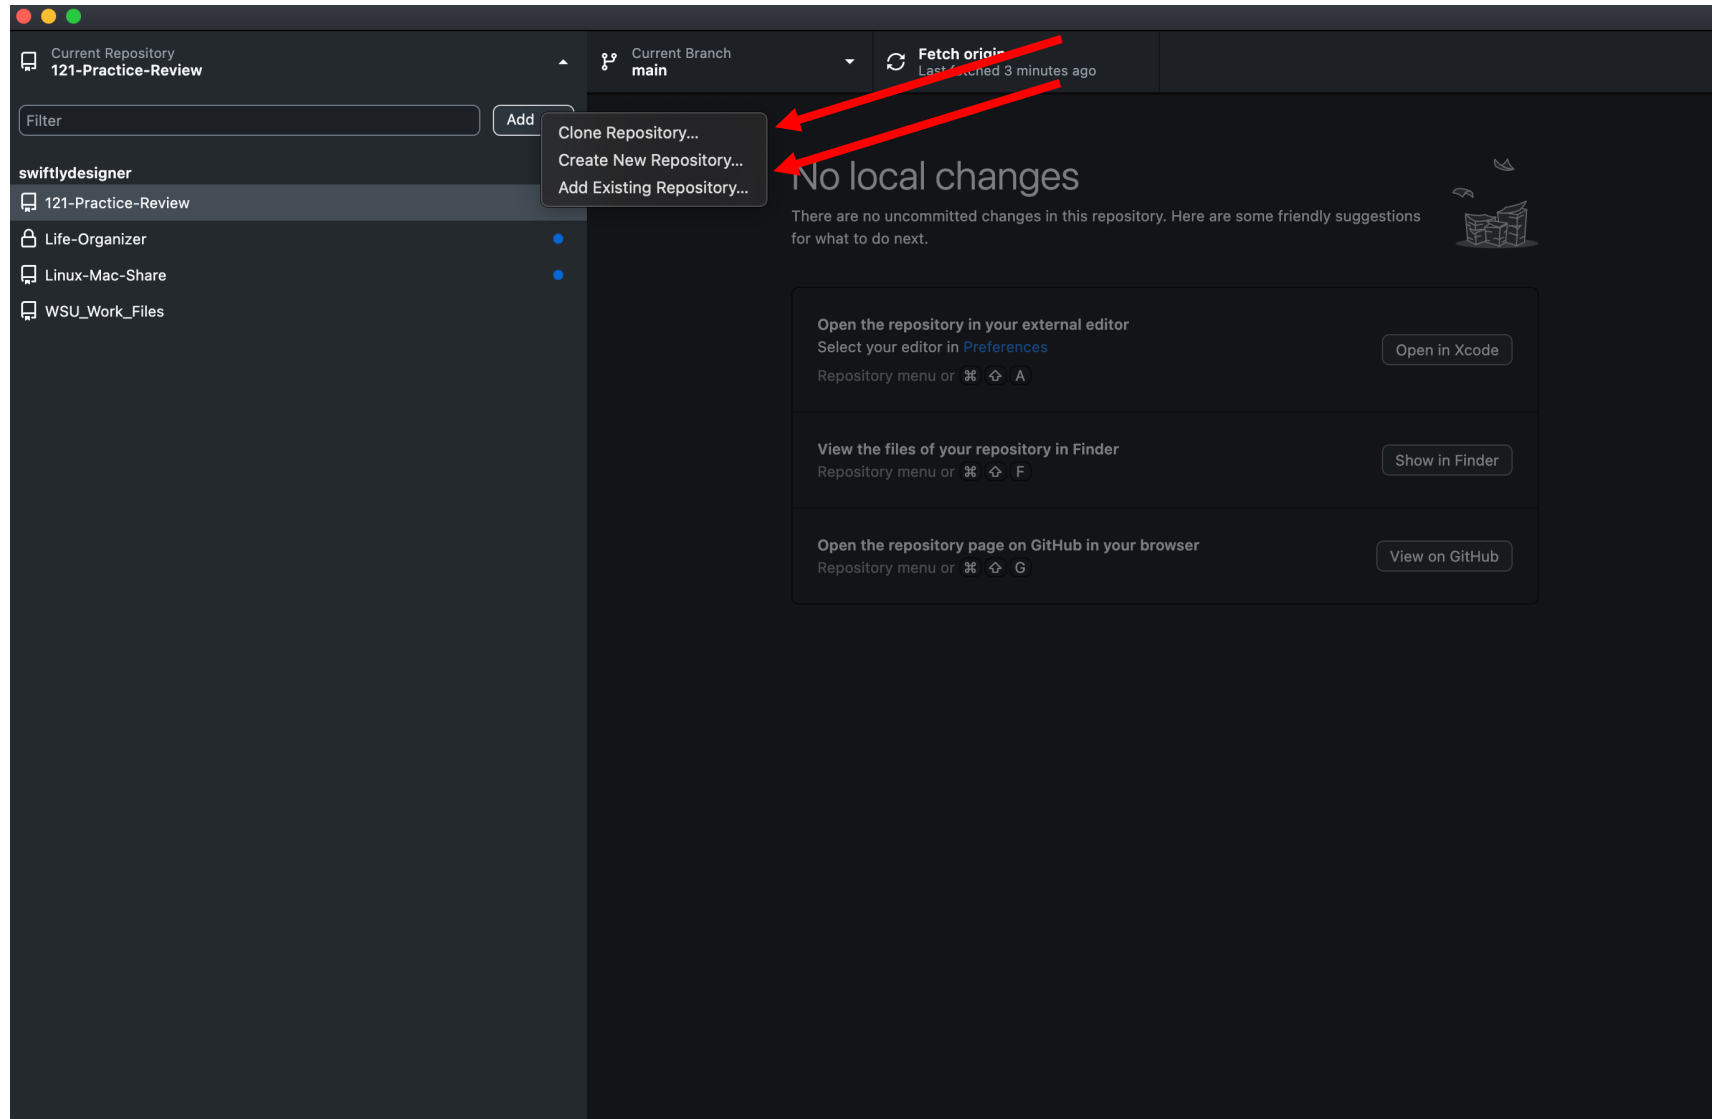 Current Repository
121-Practice-Review
Current Branch
main
Fetch origin
Last fetched 3 minutes ago
Filter
Add
Clone Repository...
Create New Repository...
Add Existing Repository...
swiftlydesigner
121-Practice-Review
Life-Organizer
Linux-Mac-Share
WSU_Work_Files
No local changes
There are no uncommitted changes in this repository. Here are some friendly suggestions
for what to do next.
Open the repository in your external editor
Select your editor in Preferences
Repository menu or ⌘ ⇧ A
Open in Xcode
View the files of your repository in Finder
Repository menu or ⌘ ⇧ F
Show in Finder
Open the repository page on GitHub in your browser
Repository menu or ⌘ ⇧ G
View on GitHub